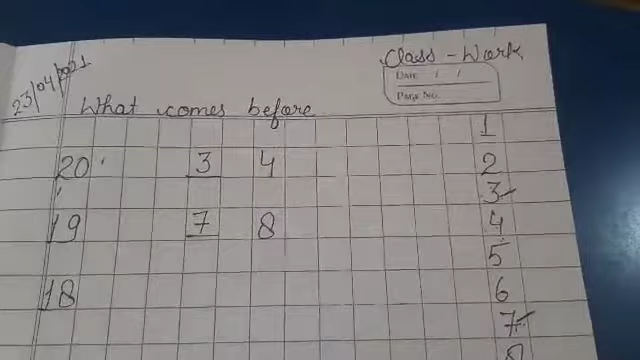 Class - Work
23/04/2021
DATE / /
PAGE NO.
What comes before
1
20 3 4 2
3
19 7 8 4
5
18 6
7
8